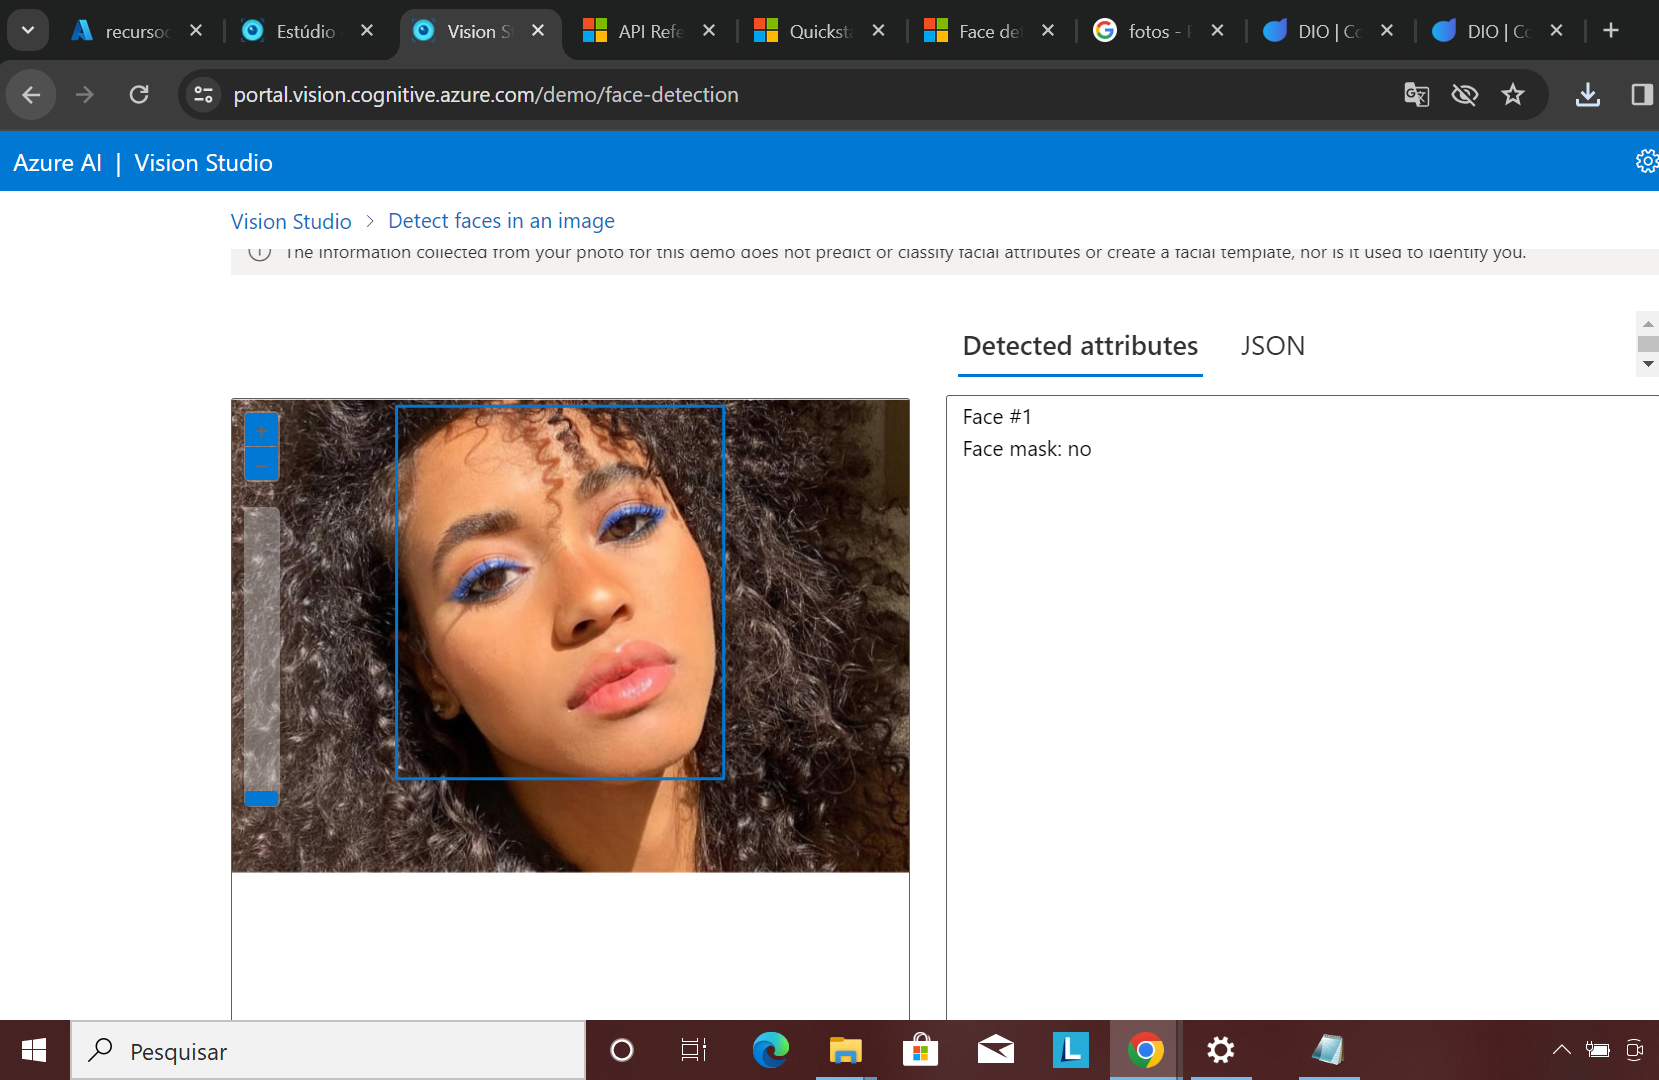 recurso
Estúdio
Vision S
API Refe
Quicksta
Face det
fotos -
DIO | Co
DIO | Co
portal.vision.cognitive.azure.com/demo/face-detection
Azure AI | Vision Studio
Vision Studio > Detect faces in an image
The information collected from your photo for this demo does not predict or classify facial attributes or create a facial template, nor is it used to identify you.
Detected attributes
JSON
Face #1
Face mask: no
Pesquisar